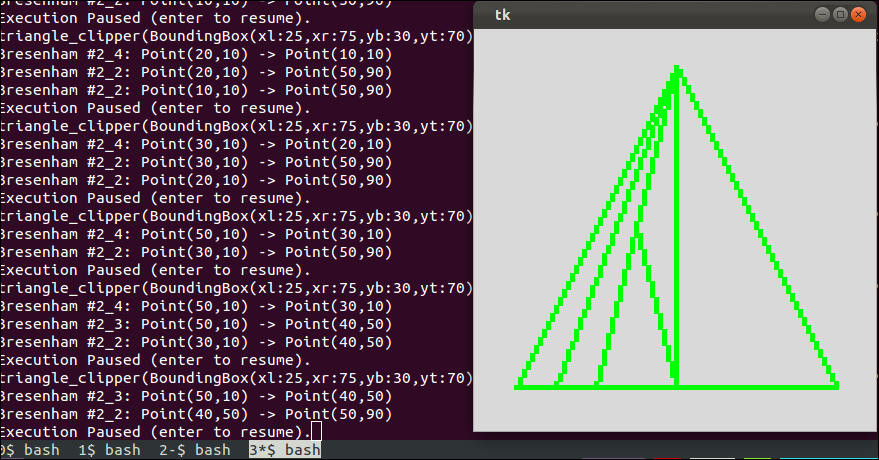 Bresenham #2_2: Point(10,10) -> Point(50,90)
Execution Paused (enter to resume).
triangle_clipper(BoundingBox(xl:25,xr:75,yb:30,yt:70)
Bresenham #2_4: Point(20,10) -> Point(10,10)
Bresenham #2_2: Point(20,10) -> Point(50,90)
Bresenham #2_2: Point(10,10) -> Point(50,90)
Execution Paused (enter to resume).
triangle_clipper(BoundingBox(xl:25,xr:75,yb:30,yt:70)
Bresenham #2_4: Point(30,10) -> Point(20,10)
Bresenham #2_2: Point(30,10) -> Point(50,90)
Bresenham #2_2: Point(20,10) -> Point(50,90)
Execution Paused (enter to resume).
triangle_clipper(BoundingBox(xl:25,xr:75,yb:30,yt:70)
Bresenham #2_4: Point(50,10) -> Point(30,10)
Bresenham #2_2: Point(30,10) -> Point(50,90)
Execution Paused (enter to resume).
triangle_clipper(BoundingBox(xl:25,xr:75,yb:30,yt:70)
Bresenham #2_4: Point(50,10) -> Point(30,10)
Bresenham #2_3: Point(50,10) -> Point(40,50)
Bresenham #2_2: Point(30,10) -> Point(40,50)
Execution Paused (enter to resume).
triangle_clipper(BoundingBox(xl:25,xr:75,yb:30,yt:70)
Bresenham #2_3: Point(50,10) -> Point(40,50)
Bresenham #2_2: Point(40,50) -> Point(50,90)
Execution Paused (enter to resume).
0$ bash 1$ bash 2-$ bash 3*$ bash
tk